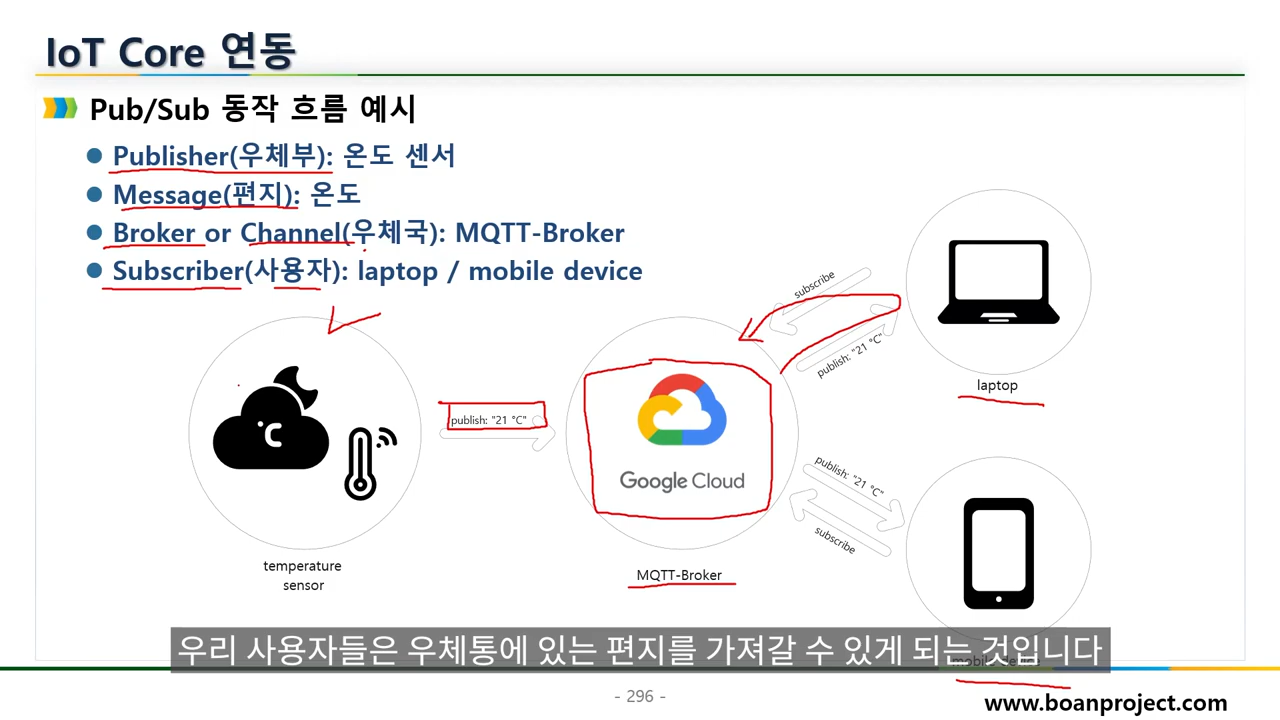 IoT Core 연동
Pub/Sub 동작 흐름 예시
Publisher(우체부): 온도 센서
Message(편지): 온도
Broker or Channel(우체국): MQTT-Broker
Subscriber(사용자): laptop / mobile device
subscribe
publish: "21 °C"
laptop
°C
publish: "21 °C"
Google Cloud
publish: "21 °C"
subscribe
temperature
sensor
MQTT-Broker
우리 사용자들은 우체통에 있는 편지를 가져갈 수 있게 되는 것입니다
mobile device
- 296 -
www.boanproject.com